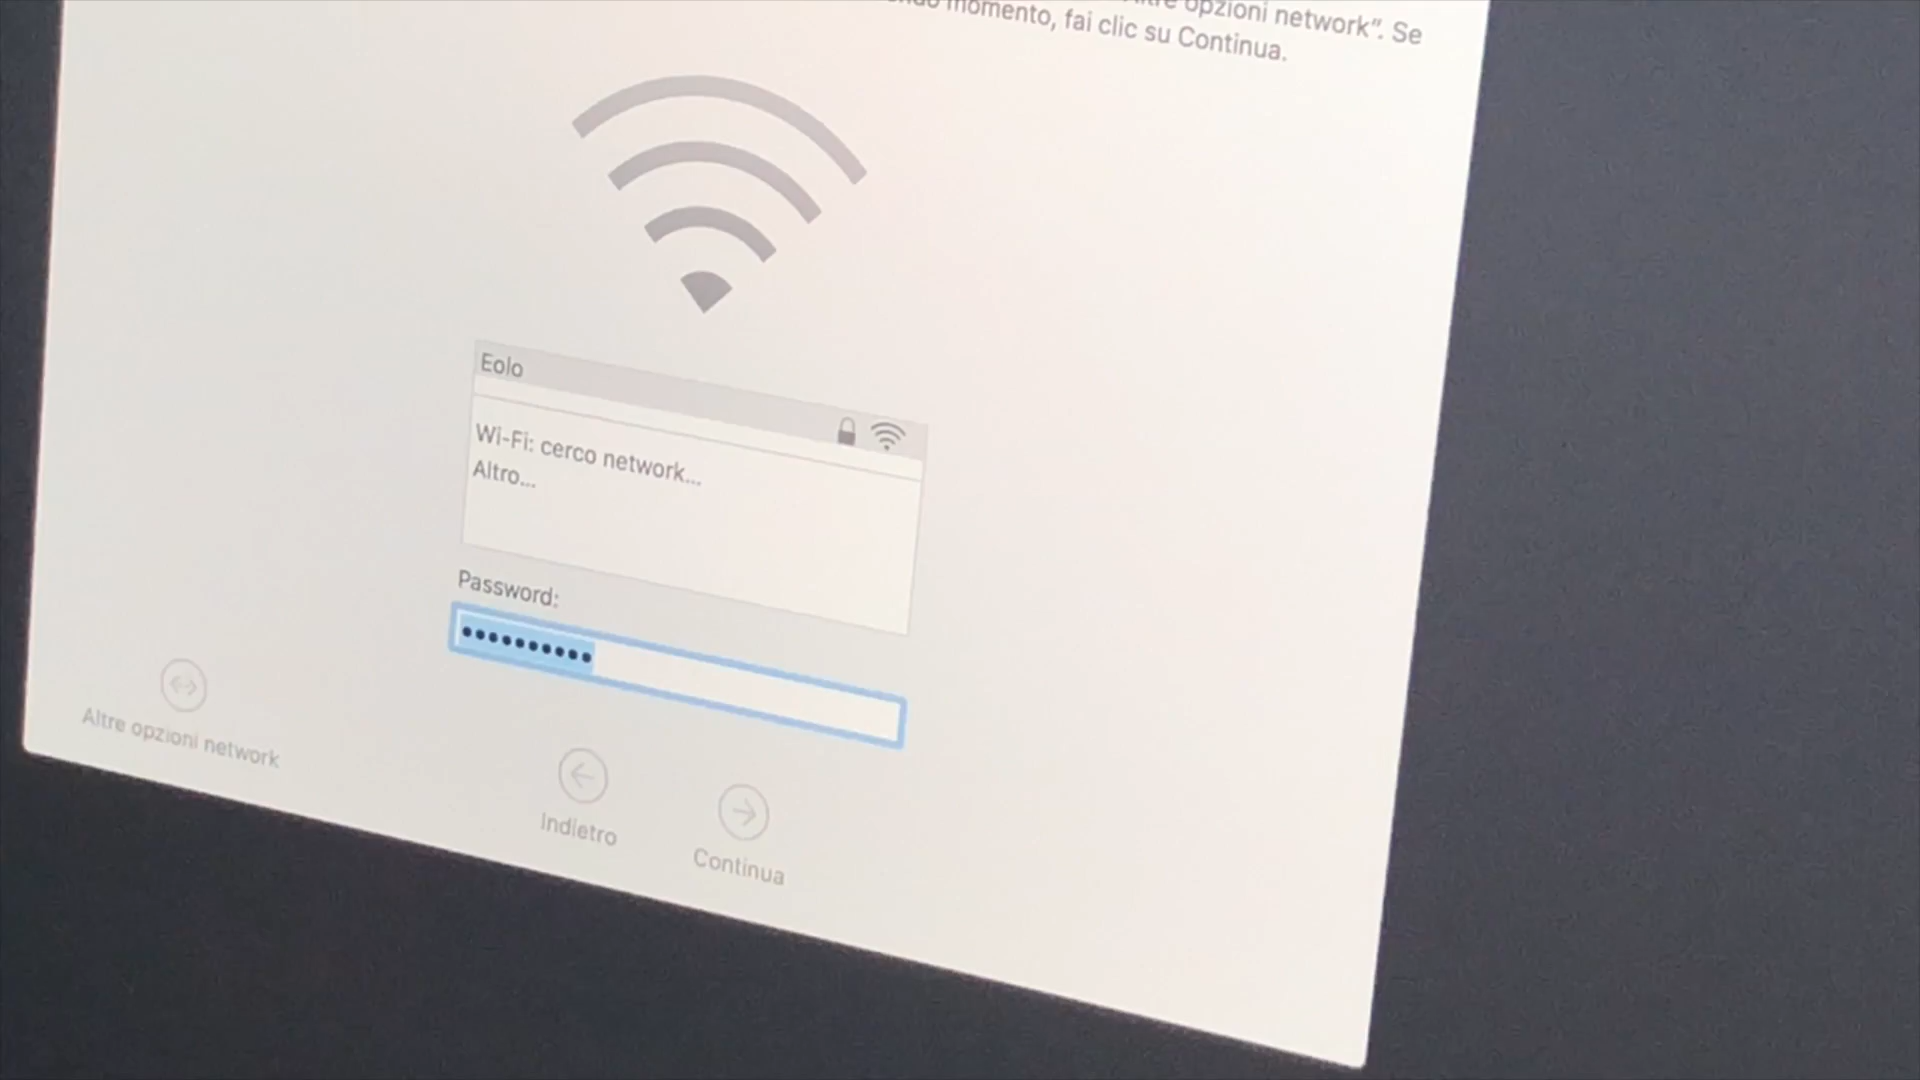 opzioni network”. Se
momento, fai clic su Continua.
Eolo
Wi-Fi: cerco network...
Altro...
Password:
••••••••••
Altre opzioni network
Indietro
Continua